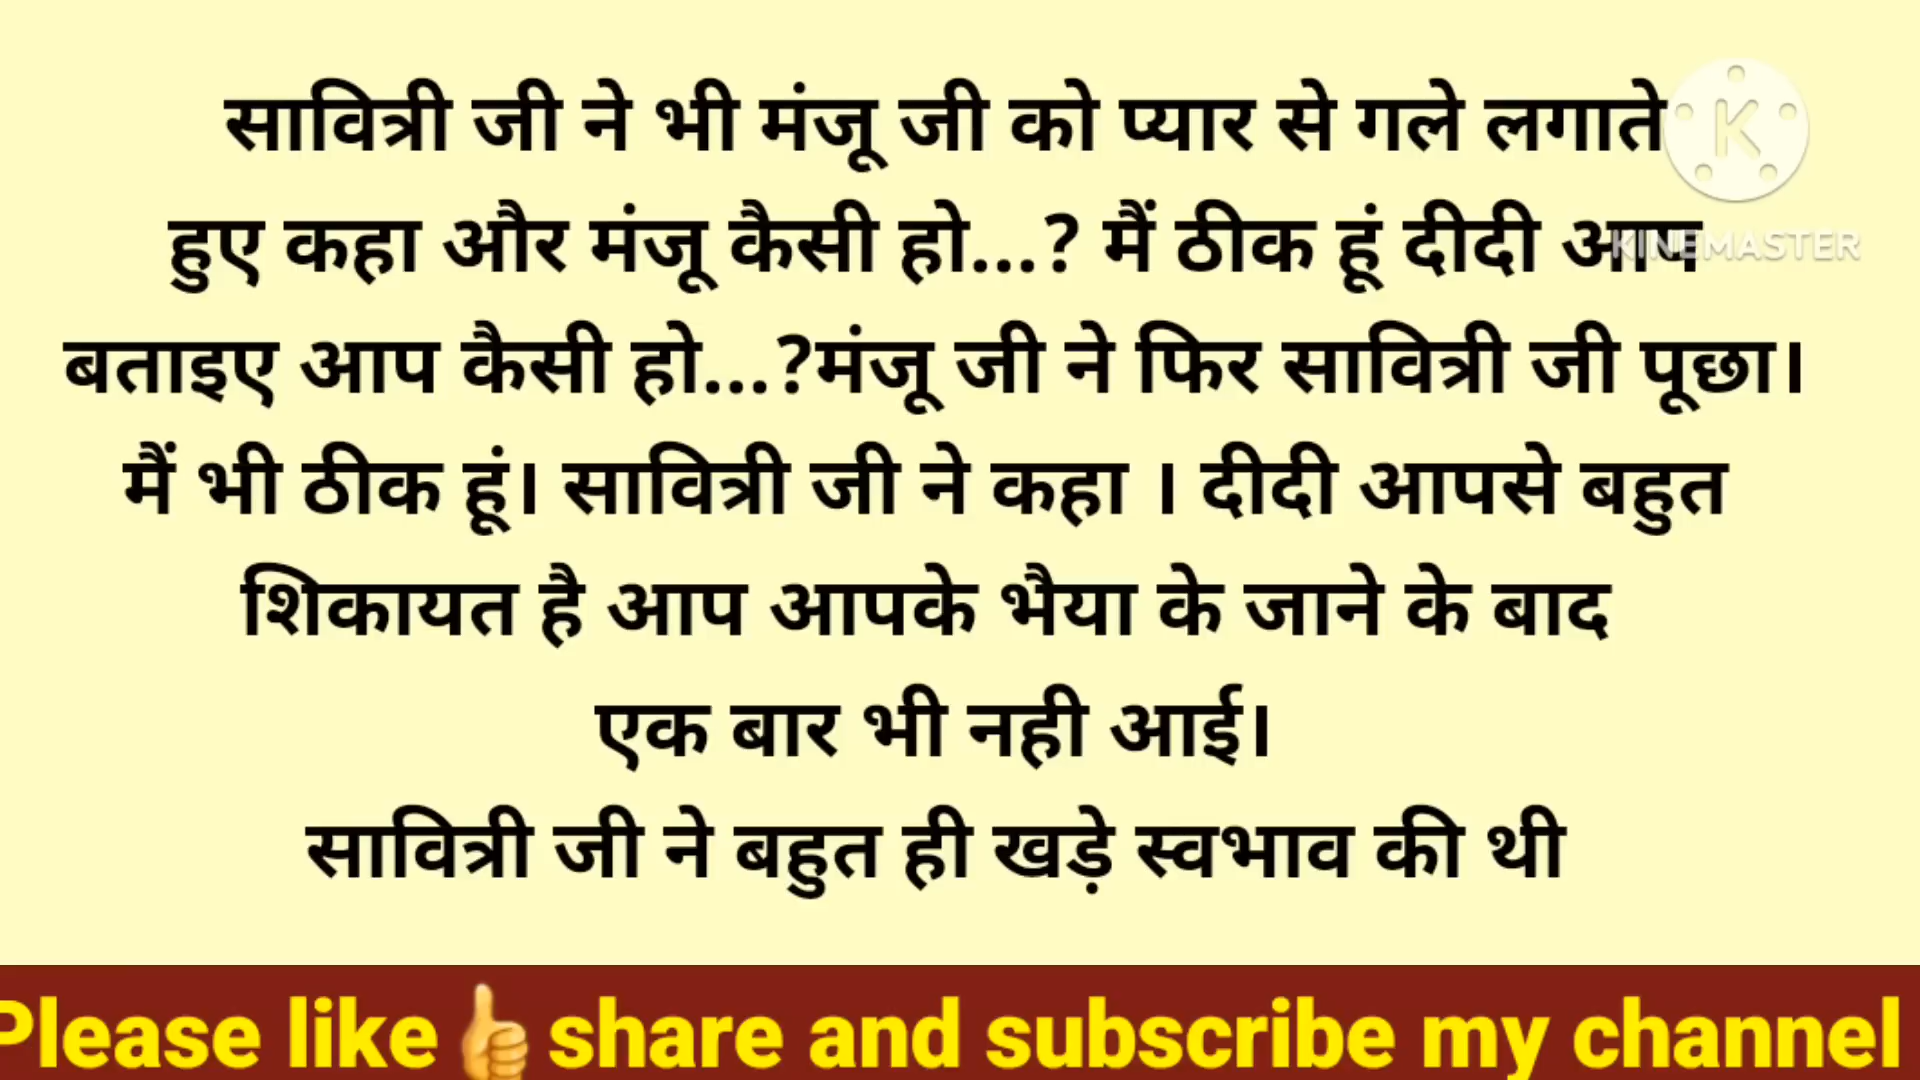 सावित्री जी ने भी मंजू जी को प्यार से गले लगाते
हुए कहा और मंजू कैसी हो...? मैं ठीक हूं दीदी आप
बताइए आप कैसी हो...?मंजू जी ने फिर सावित्री जी पूछा।
मैं भी ठीक हूं। सावित्री जी ने कहा । दीदी आपसे बहुत
शिकायत है आप आपके भैया के जाने के बाद
एक बार भी नही आई।
सावित्री जी ने बहुत ही खड़े स्वभाव की थी
K
KINEMASTER
Please like 👍 share and subscribe my channel